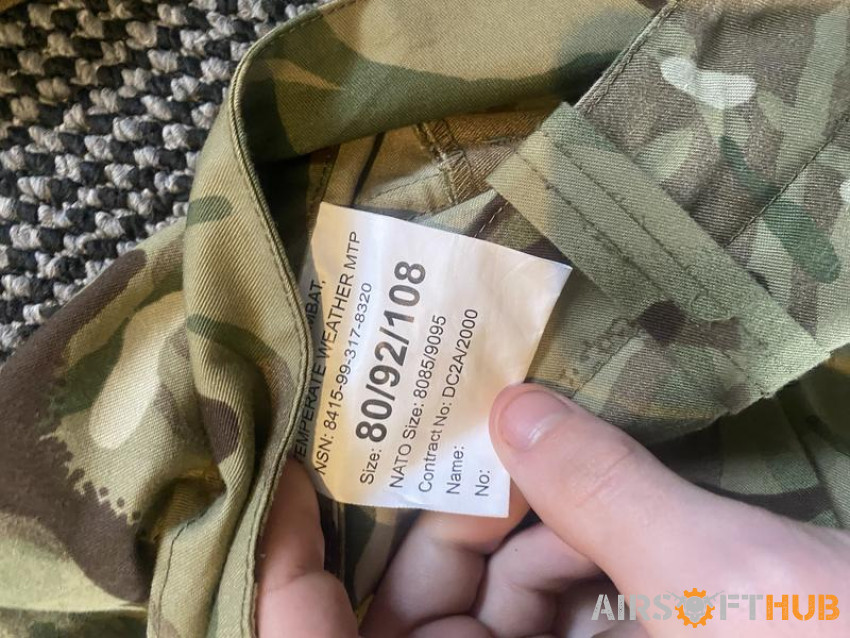 TEMPERATE WEATHER MTP
NSN: 8415-99-317-8320
Size: 80/92/108
NATO Size: 8085/9095
Contract No: DC2A/2000
Name:
No:
AIRSOFTHUB